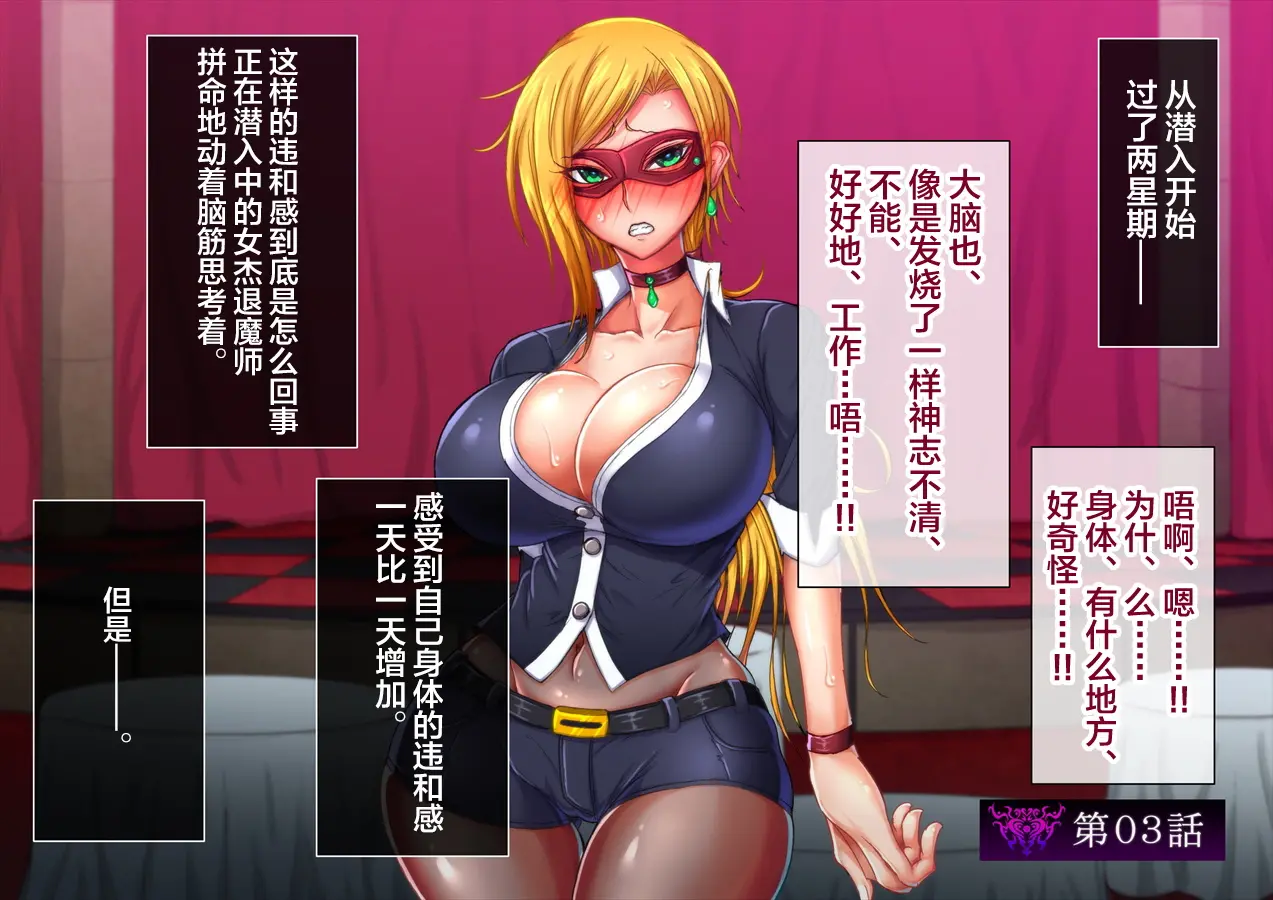 从潜入开始
过了两星期——
唔啊、嗯……!!
为什、么……
身体、有什么地方、
好奇怪……!!
大脑也、
像是发烧了一样神志不清、
不能、
好好地、工作…唔……!!
感受到自己身体的违和感
一天比一天增加。
这样的违和感到底是怎么回事
正在潜入中的女杰退魔师
拼命地动着脑筋思考着。
但是———。
第03話